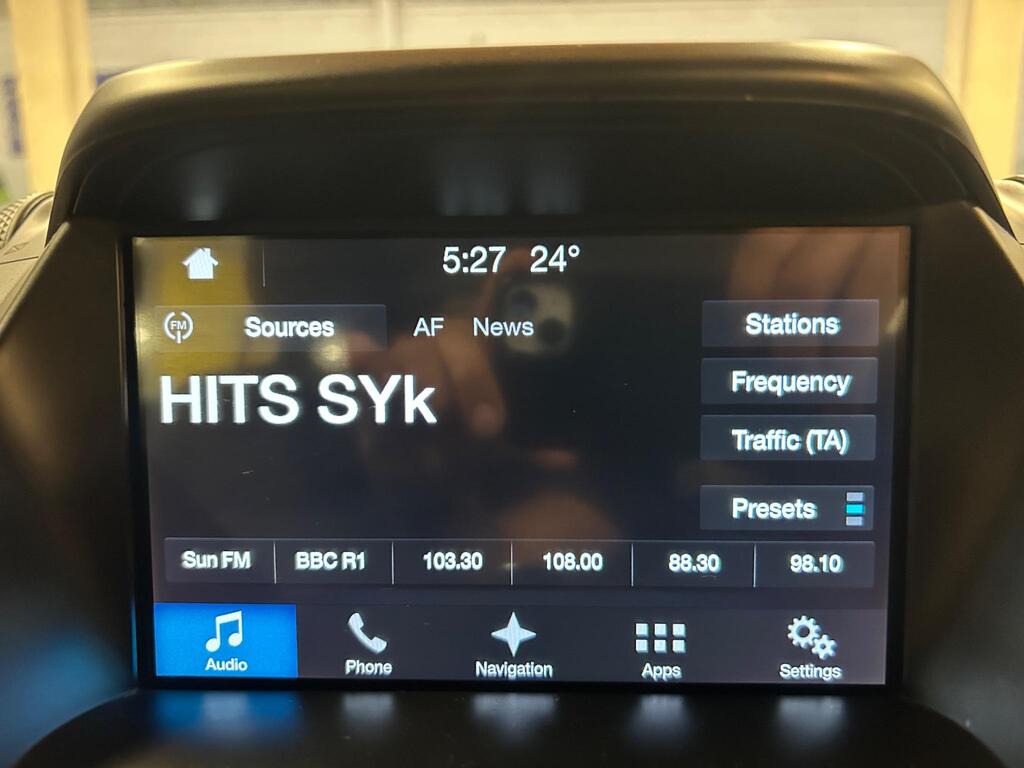 5:27 24°
FM Sources AF News Stations
HITS SYk
Frequency
Traffic (TA)
Presets
Sun FM BBC R1 103.30 108.00 88.30 98.10
Audio Phone Navigation Apps Settings